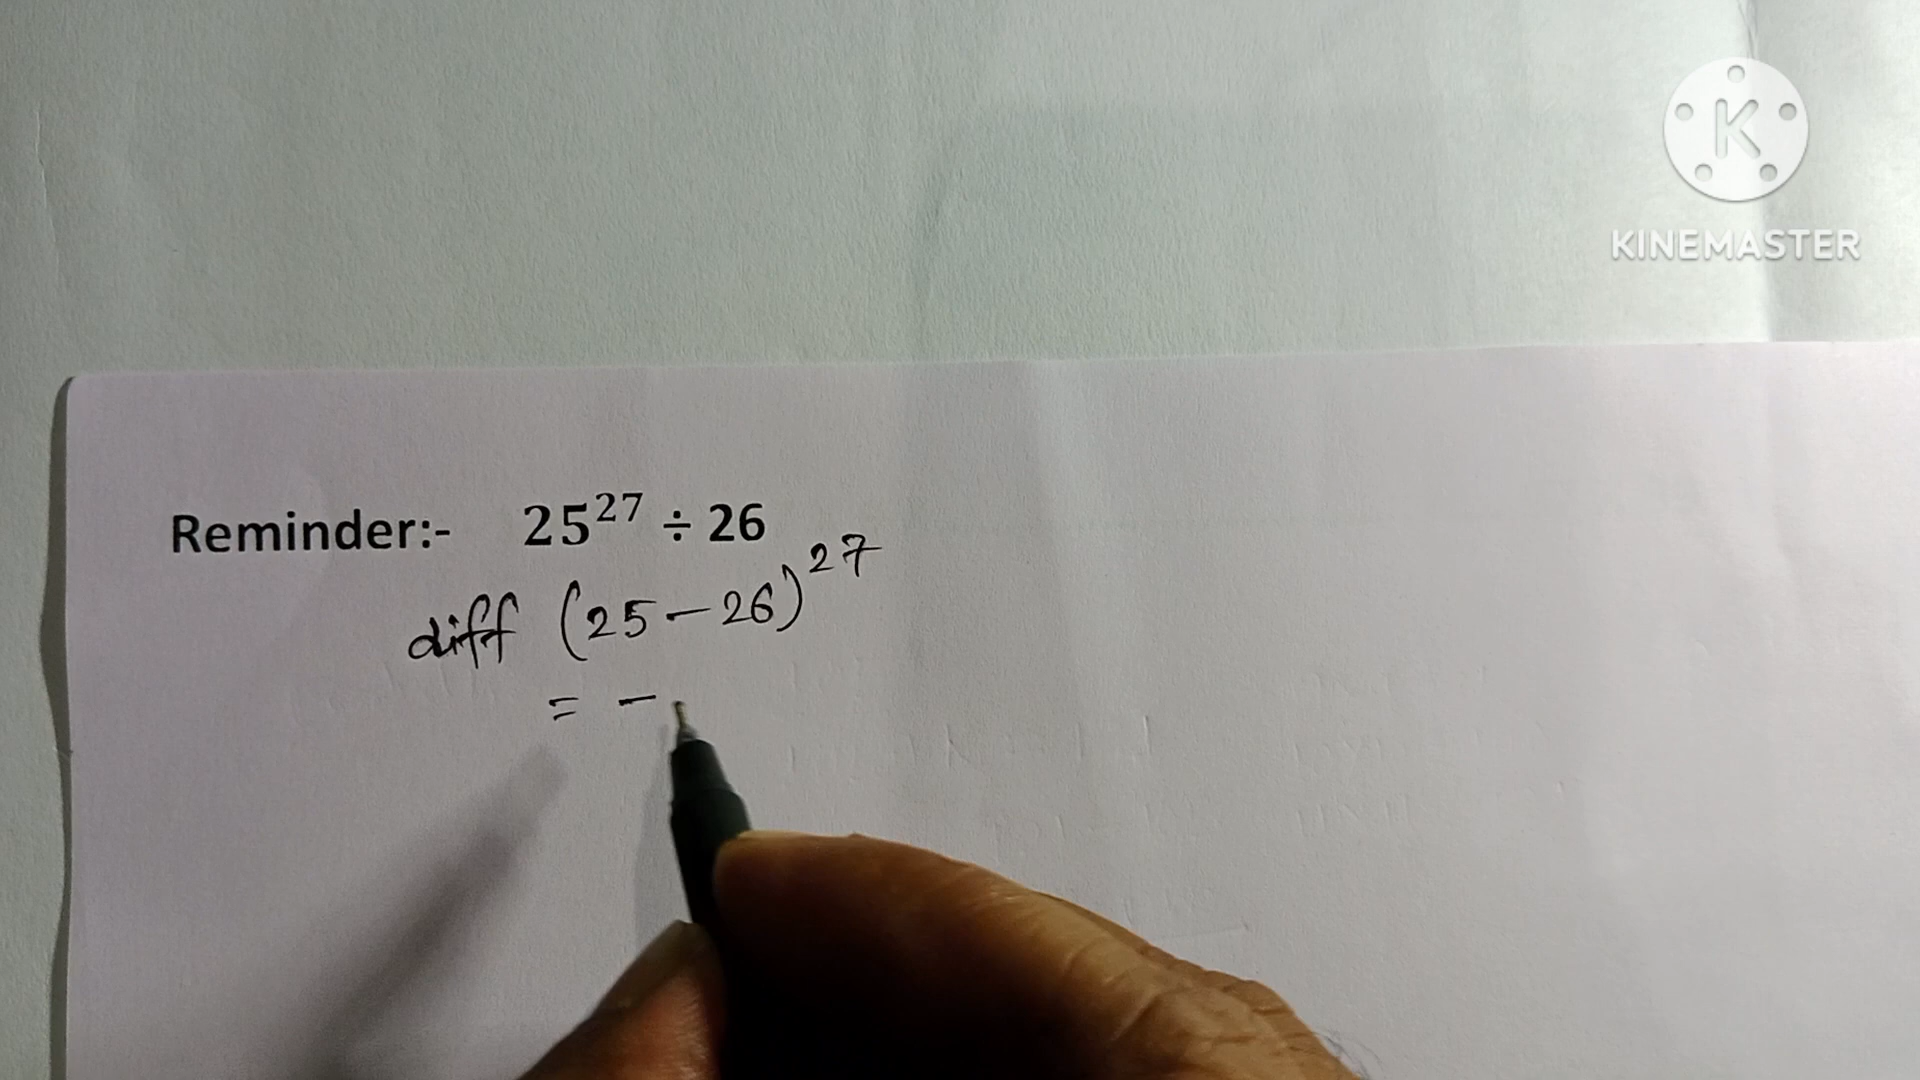 KINEMASTER
Reminder:- 25²⁷ ÷ 26
diff (25-26)²⁷
= -